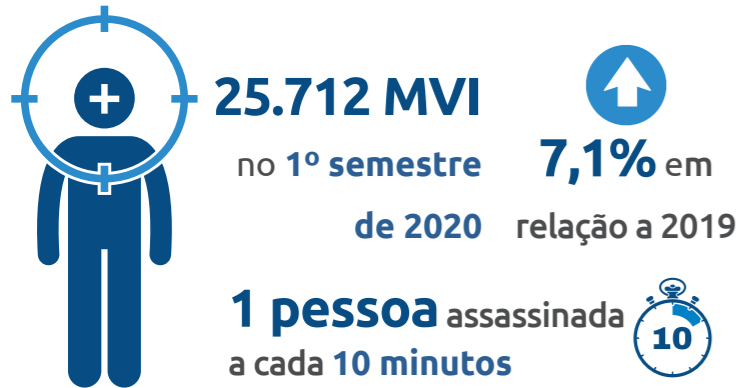 25.712 MVI
no 1º semestre
de 2020
7,1% em
relação a 2019
1 pessoa assassinada
a cada 10 minutos
10